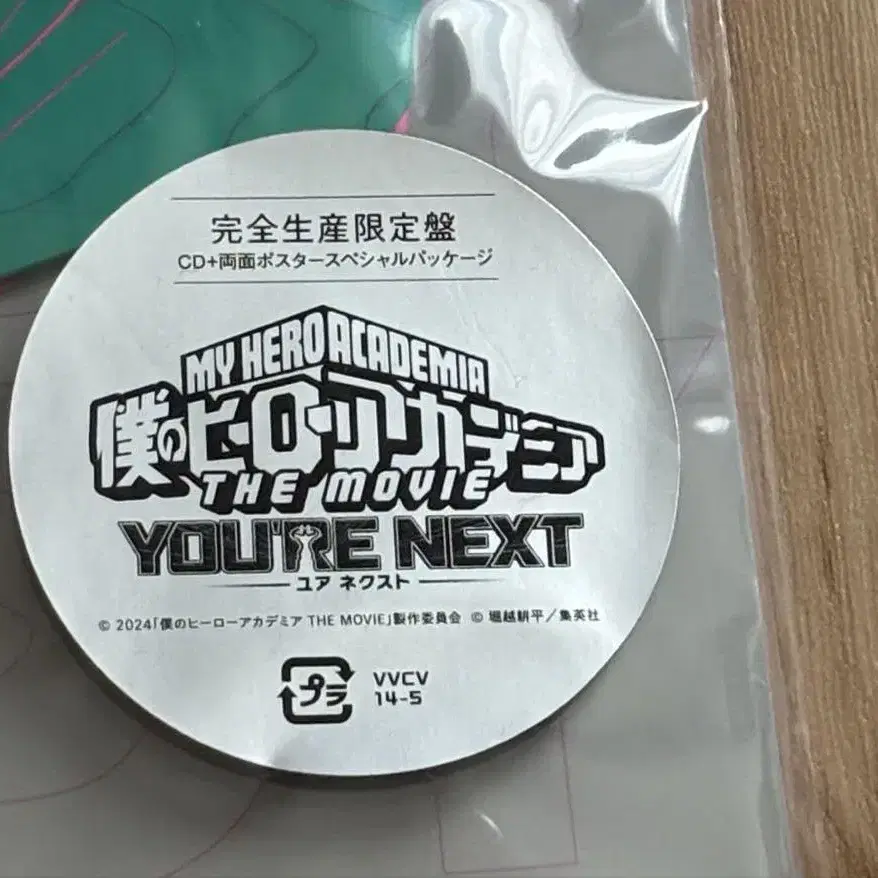 完全生産限定盤
CD+両面ポスタースペシャルパッケージ
MY HERO ACADEMIA
僕のヒーローアカデミア
THE MOVIE
YOU'RE NEXT
ユア ネクスト
© 2024「僕のヒーローアカデミア THE MOVIE」製作委員会 © 堀越耕平／集英社
プラ
VVCV
14-5